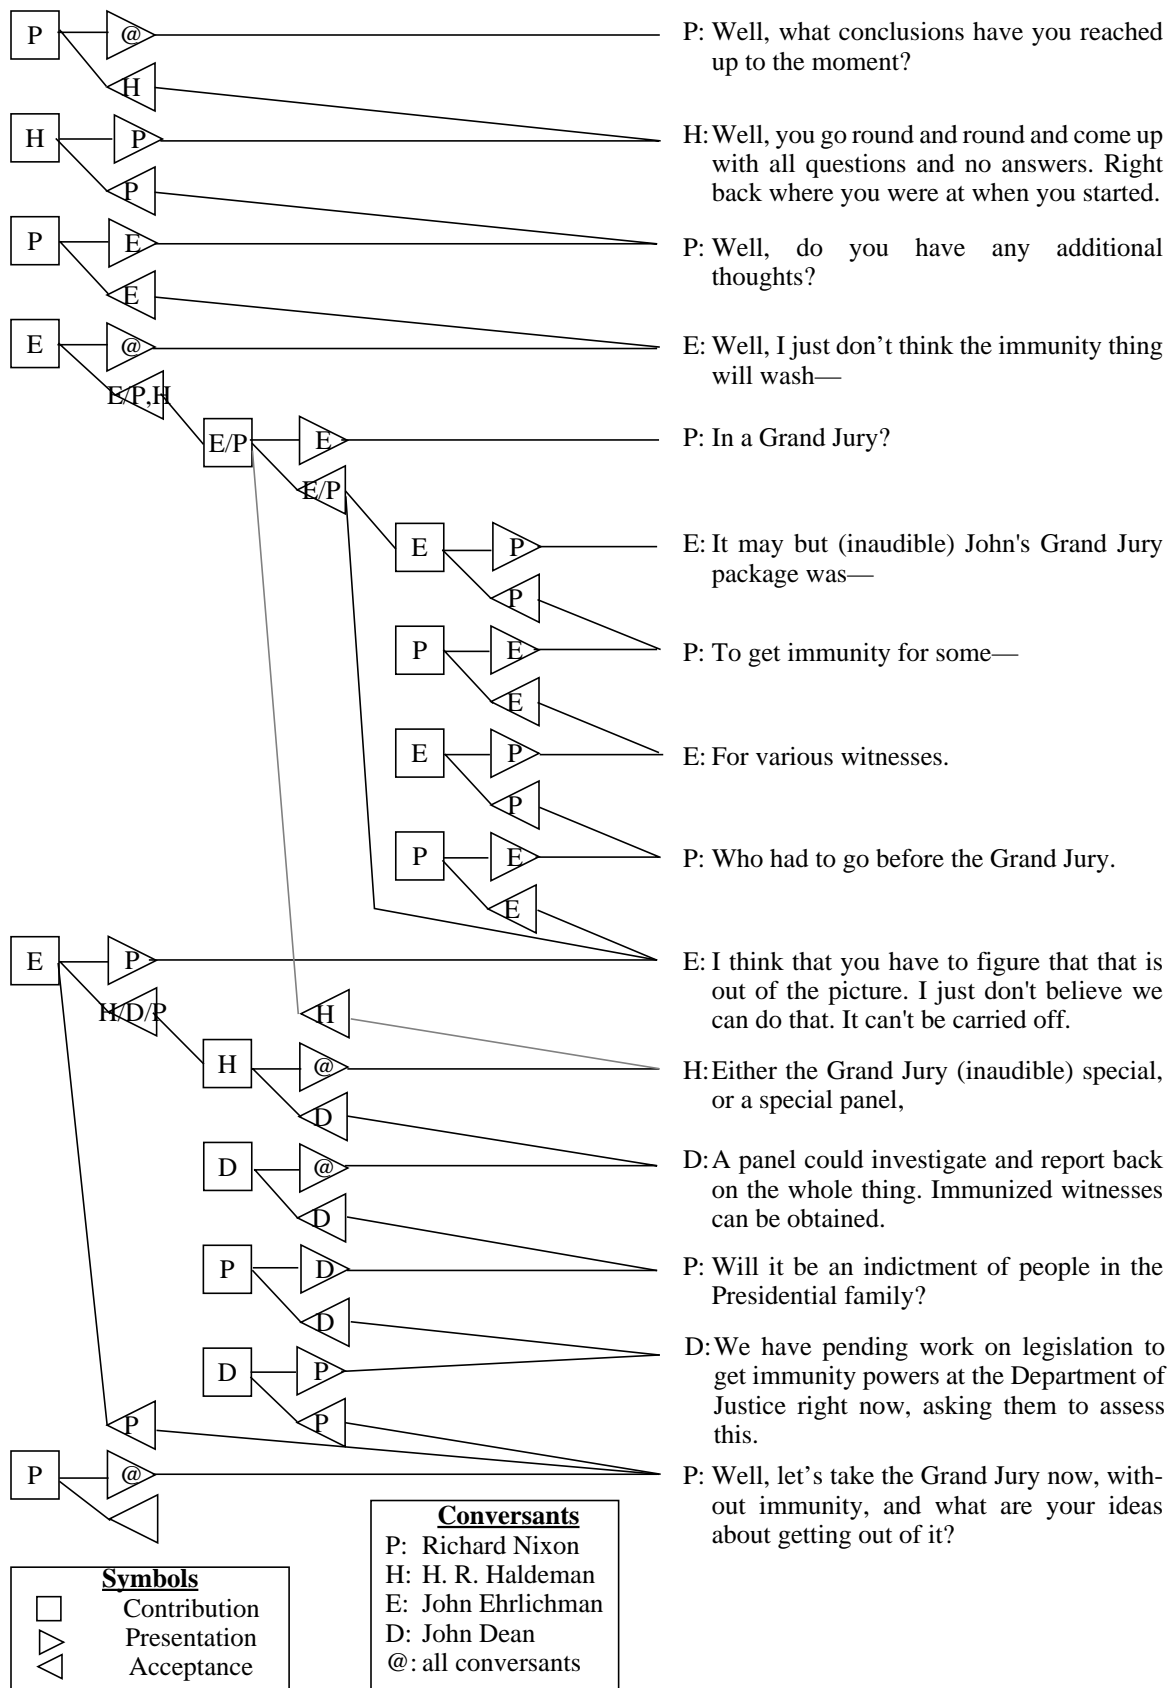 P @ P: Well, what conclusions have you reached
up to the moment?
H
H P H: Well, you go round and round and come up
with all questions and no answers. Right
P back where you were at when you started.
P E P: Well, do you have any additional
thoughts?
E
E @ E: Well, I just don’t think the immunity thing
will wash—
E/P,H
E/P E P: In a Grand Jury?
E/P
E P E: It may but (inaudible) John's Grand Jury
package was—
P
P E P: To get immunity for some—
E
E P E: For various witnesses.
P
P E P: Who had to go before the Grand Jury.
E
E P E: I think that you have to figure that that is
out of the picture. I just don't believe we
H/D/P H can do that. It can't be carried off.
H @ H: Either the Grand Jury (inaudible) special,
or a special panel,
D
D @ D: A panel could investigate and report back
on the whole thing. Immunized witnesses
D can be obtained.
P D P: Will it be an indictment of people in the
Presidential family?
D
D P D: We have pending work on legislation to
get immunity powers at the Department of
P P Justice right now, asking them to assess
this.
P @ P: Well, let’s take the Grand Jury now, with-
out immunity, and what are your ideas
about getting out of it?
Conversants
P: Richard Nixon
H: H. R. Haldeman
E: John Ehrlichman
D: John Dean
@: all conversants
Symbols
Contribution
Presentation
Acceptance